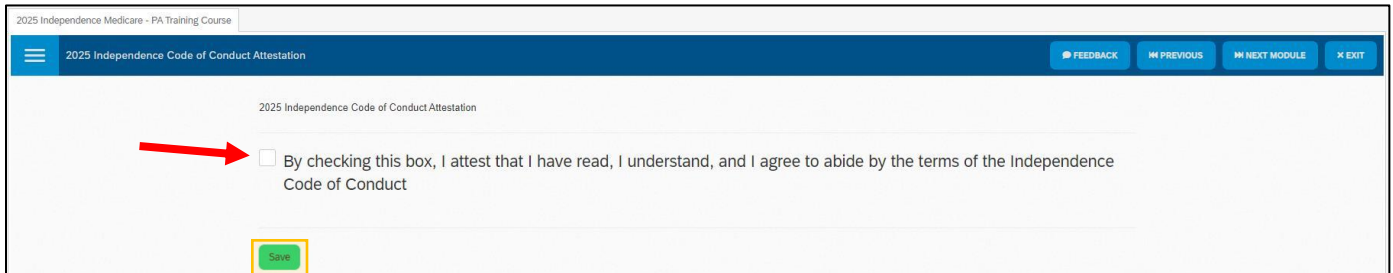 2025 Independence Medicare - PA Training Course
2025 Independence Code of Conduct Attestation
FEEDBACK
PREVIOUS
NEXT MODULE
EXIT
2025 Independence Code of Conduct Attestation
By checking this box, I attest that I have read, I understand, and I agree to abide by the terms of the Independence
Code of Conduct
Save